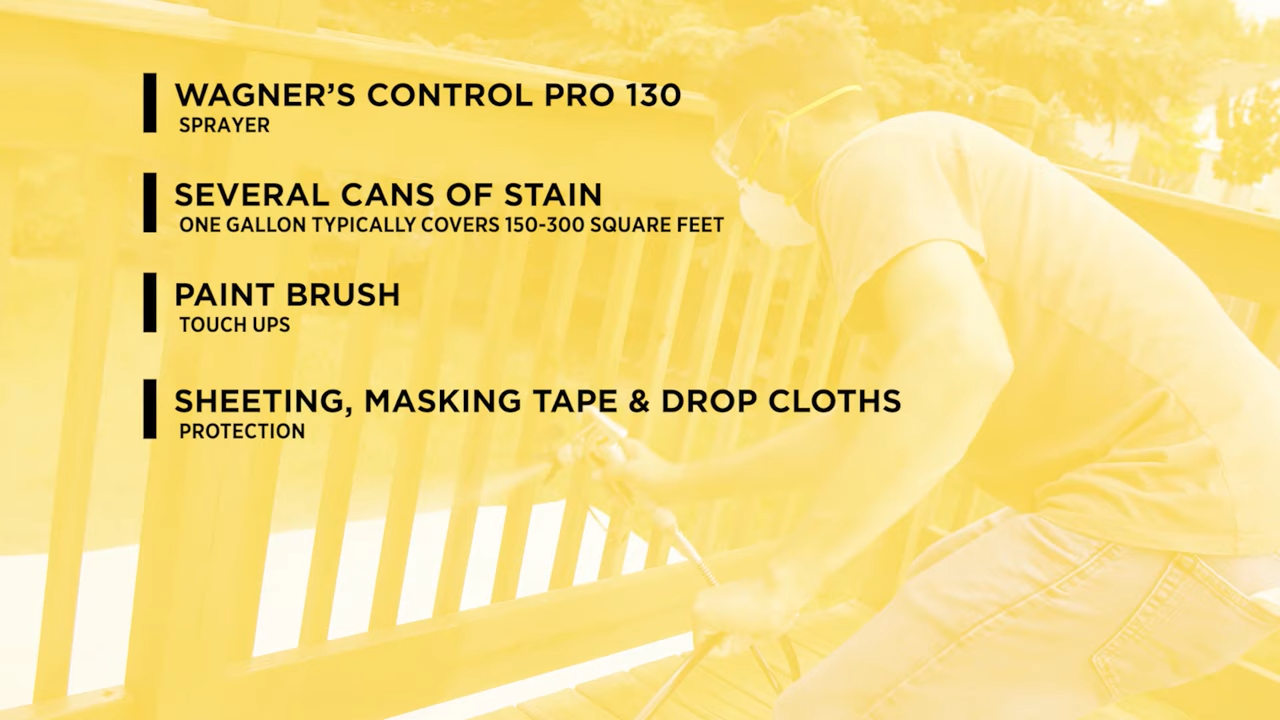 WAGNER’S CONTROL PRO 130
SPRAYER
SEVERAL CANS OF STAIN
ONE GALLON TYPICALLY COVERS 150-300 SQUARE FEET
PAINT BRUSH
TOUCH UPS
SHEETING, MASKING TAPE & DROP CLOTHS
PROTECTION